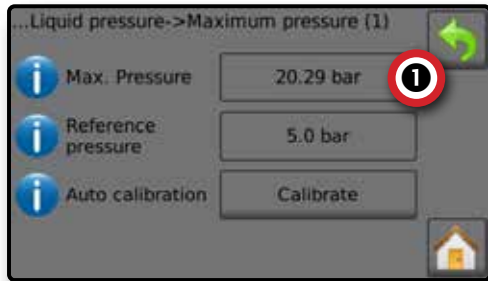 ...Liquid pressure->Maximum pressure (1)
Max. Pressure 20.29 bar 1
Reference
pressure 5.0 bar
Auto calibration Calibrate